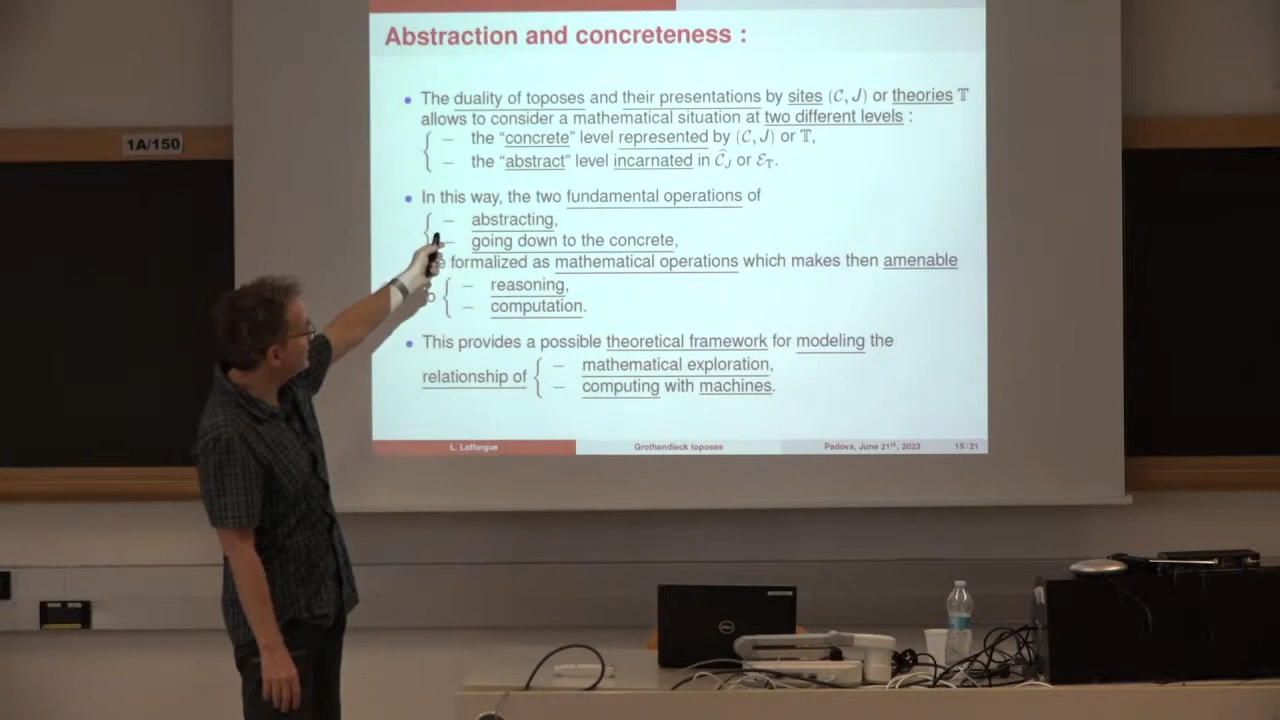 Abstraction and concreteness :
1A/150
• The duality of toposes and their presentations by sites (𝒞, J) or theories 𝕋
allows to consider a mathematical situation at two different levels :
{ – the “concrete” level represented by (𝒞, J) or 𝕋,
– the “abstract” level incarnated in 𝒞̂_J or ℰ_𝕋.
• In this way, the two fundamental operations of
{ – abstracting,
– going down to the concrete,
formalized as mathematical operations which makes then amenable
{ – reasoning,
– computation.
• This provides a possible theoretical framework for modeling the
relationship of { – mathematical exploration,
– computing with machines.
L. Lafforgue Grothendieck toposes Padova, June 21st, 2023 15 / 21
DELL